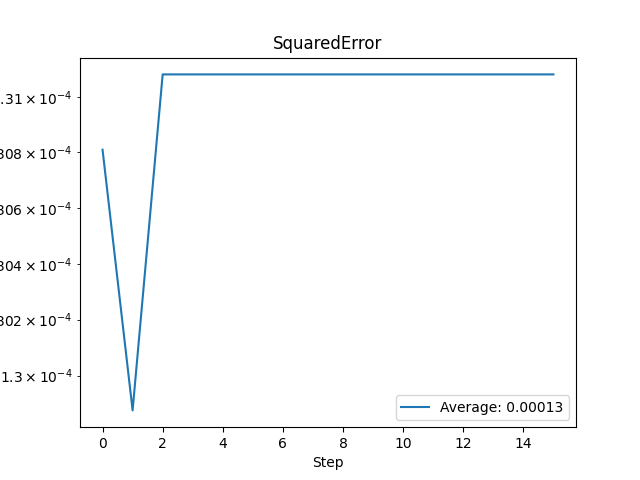 SquaredError
.31 × 10⁻⁴
308 × 10⁻⁴
306 × 10⁻⁴
304 × 10⁻⁴
302 × 10⁻⁴
1.3 × 10⁻⁴
Average: 0.00013
0 2 4 6 8 10 12 14
Step